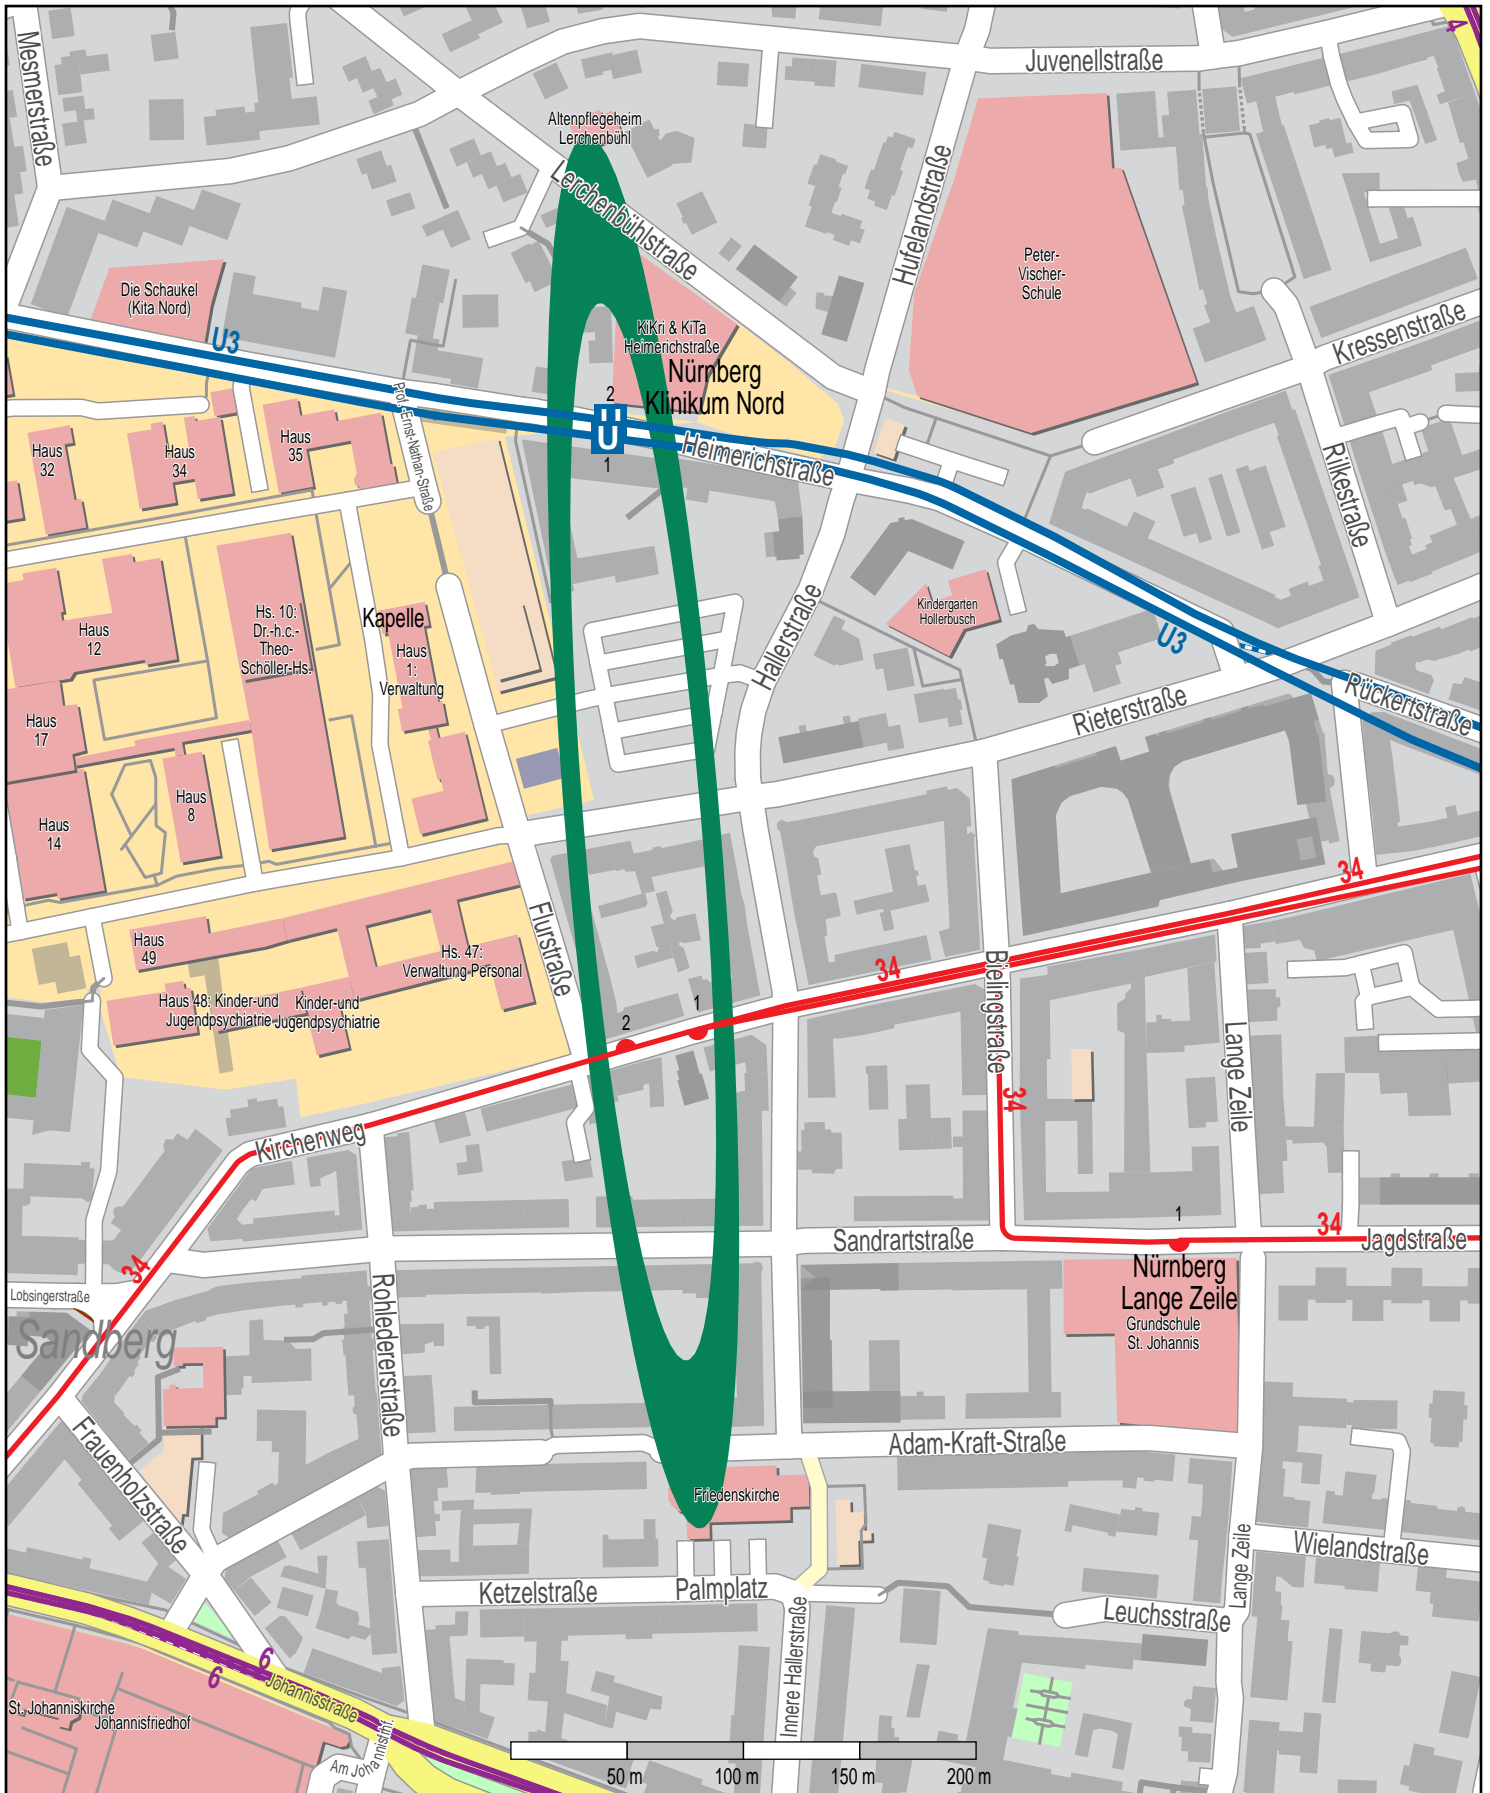 Mesmerstraße
Juvenellstraße
4
Altenpflegeheim
Lerchenbühl
Lerchenbühlstraße
Hufelandstraße
Peter-
Vischer-
Schule
Die Schaukel
(Kita Nord)
U3
KiKri & KiTa
Heimerichstraße
Kressenstraße
Nürnberg
Klinikum Nord
2
U
U
1
Heimerichstraße
Prof.-Ernst-Nathan-Straße
Haus
32
Haus
34
Haus
35
Rilkestraße
Haus
12
Hs. 10:
Dr.-h.c.-
Theo-
Schöller-Hs.
Kapelle
Haus
1:
Verwaltung
Hallerstraße
Kindergarten
Hollerbusch
U3
Rückertstraße
Rieterstraße
Haus
17
Haus
8
Haus
14
34
Flurstraße
Haus
49
Hs. 47:
Verwaltung Personal
34
Bielingstraße
Haus 48: Kinder-und
Jugendpsychiatrie
Kinder-und
Jugendpsychiatrie
2
1
Lange Zeile
34
Kirchenweg
34
Sandrartstraße
1
34
Jagdstraße
Nürnberg
Lange Zeile
Grundschule
St. Johannis
Lobsingerstraße
Sandberg
Rohledererstraße
Frauenholzstraße
Adam-Kraft-Straße
Friedenskirche
Lange Zeile
Wielandstraße
Ketzelstraße
Palmplatz
Innere Hallerstraße
Leuchsstraße
6
6
Johannisstraße
St. Johanniskirche
Johannisfriedhof
Am Johannisfrh.
50 m
100 m
150 m
200 m